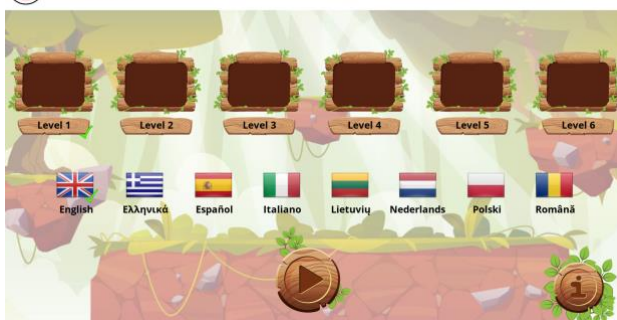 Level 1 Level 2 Level 3 Level 4 Level 5 Level 6
English Ελληνικά Español Italiano Lietuvių Nederlands Polski Română
i